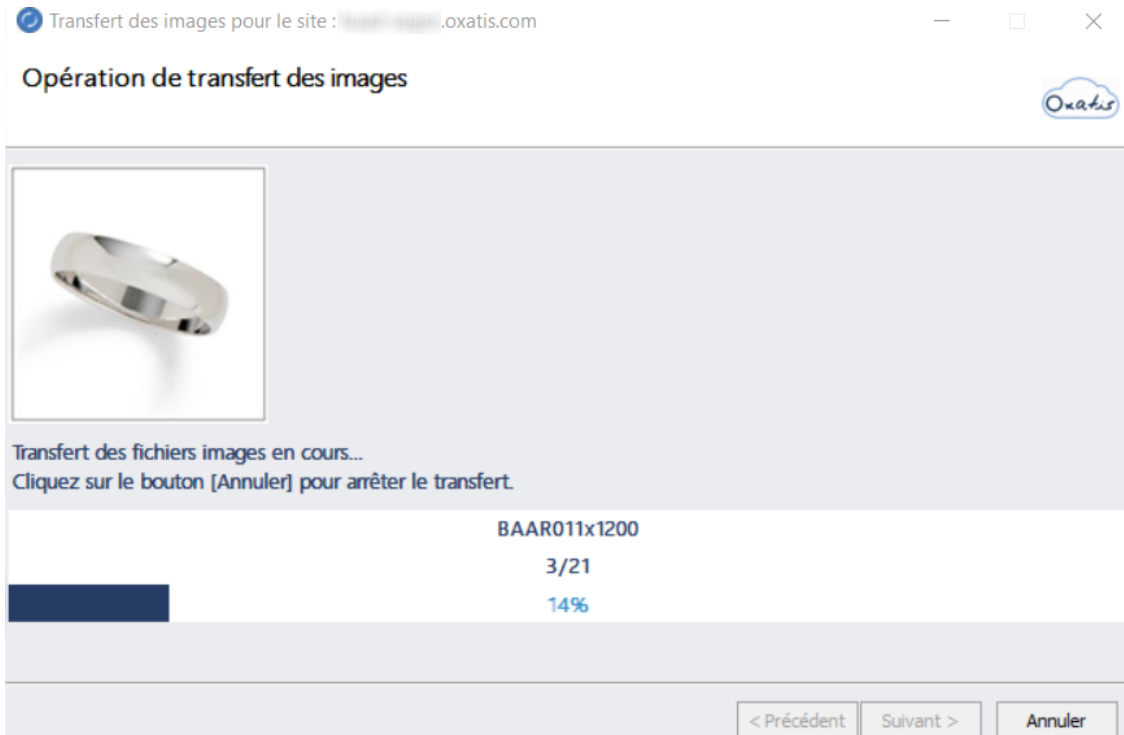 Transfert des images pour le site : .oxatis.com
Opération de transfert des images
Oxatis
Transfert des fichiers images en cours...
Cliquez sur le bouton [Annuler] pour arrêter le transfert.
BAAR011x1200
3/21
14%
< Précédent Suivant > Annuler